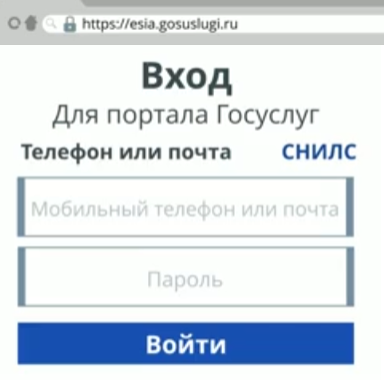 https://esia.gosuslugi.ru
Вход
Для портала Госуслуг
Телефон или почта СНИЛС
Мобильный телефон или почта
Пароль
Войти